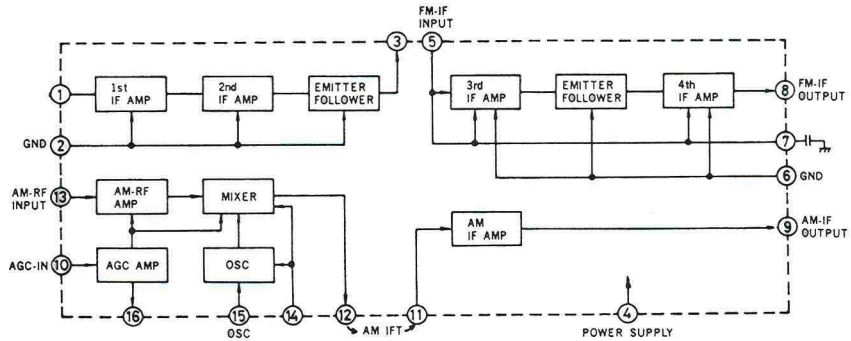 FM-IF
INPUT
3
5
1
1st
IF AMP
2nd
IF AMP
EMITTER
FOLLOWER
3rd
IF AMP
EMITTER
FOLLOWER
4th
IF AMP
8
FM-IF
OUTPUT
GND
2
7
6
GND
AM-RF
INPUT
13
AM-RF
AMP
MIXER
AM
IF AMP
9
AM-IF
OUTPUT
AGC-IN
10
AGC AMP
OSC
16
15
14
12
11
4
OSC
AM IFT
POWER SUPPLY